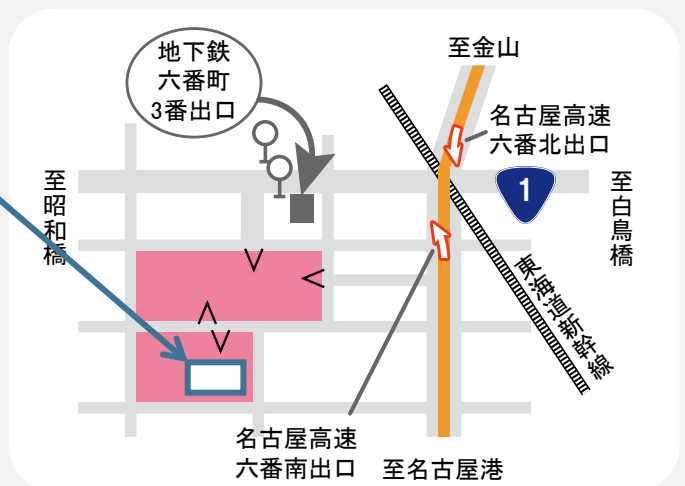 地下鉄
六番町
3番出口
至金山
名古屋高速
六番北出口
至昭和橋
1
至白鳥橋
東海道新幹線
名古屋高速
六番南出口
至名古屋港